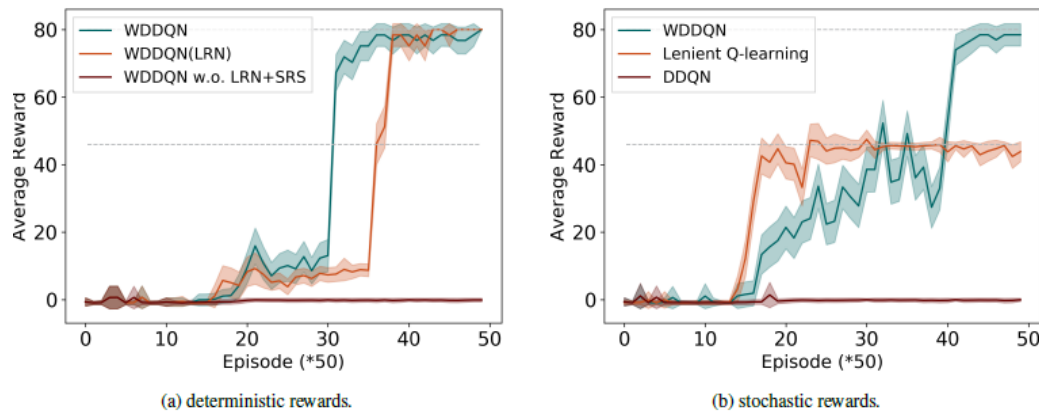 WDDQN
WDDQN(LRN)
WDDQN w.o. LRN+SRS
80
60
40
20
0
Average Reward
0 10 20 30 40 50
Episode (*50)
(a) deterministic rewards.
WDDQN
Lenient Q-learning
DDQN
80
60
40
20
0
Average Reward
0 10 20 30 40 50
Episode (*50)
(b) stochastic rewards.